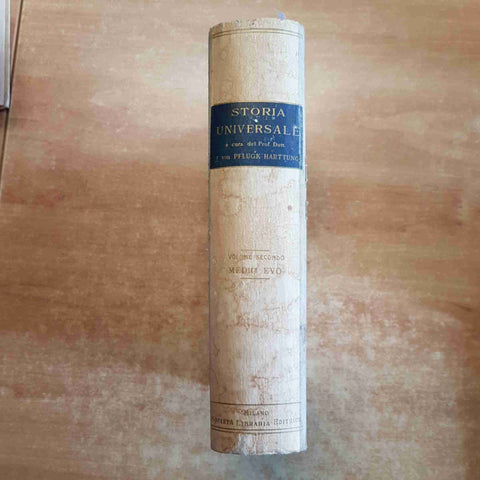 STORIA
UNIVERSALE
a cura del Prof. Dott.
J. von PFLUGK HARTTUNG
VOLUME SECONDO
MEDIO EVO
MILANO
SOCIETÀ LIBRARIA EDITRICE